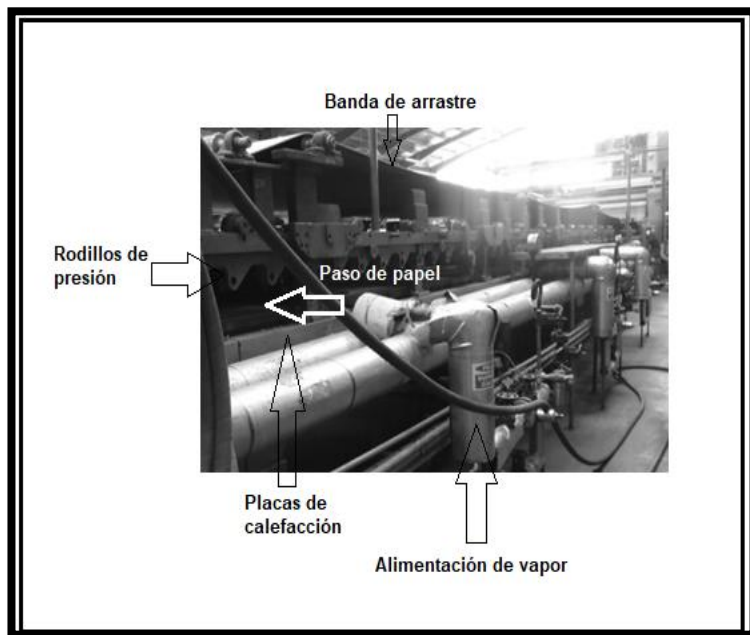 Banda de arrastre
Rodillos de
presión
Paso de papel
Placas de
calefacción
Alimentación de vapor